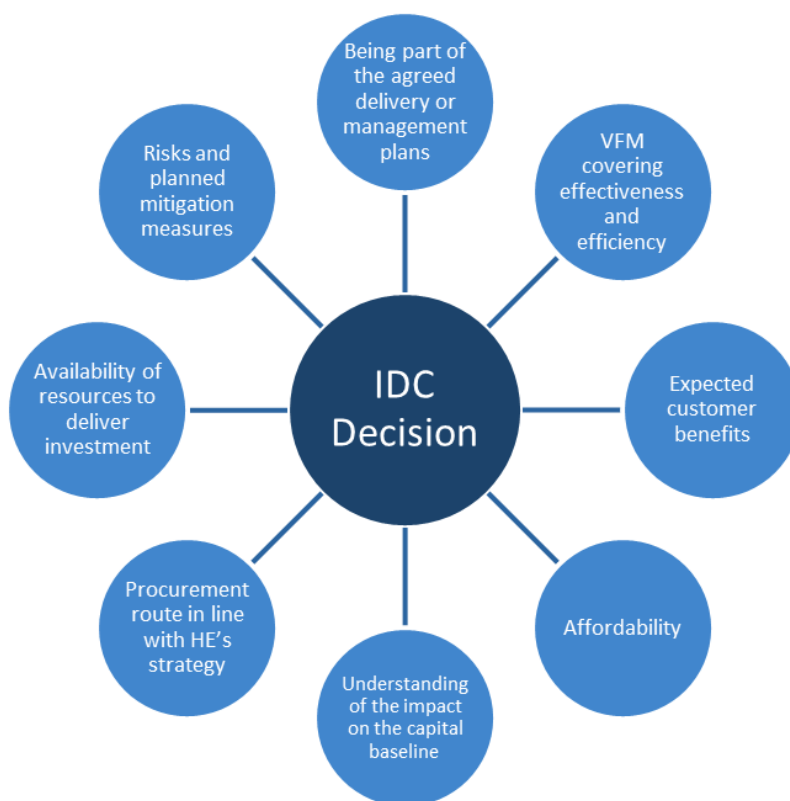 Being part of
the agreed
delivery or
management
plans
VFM
covering
effectiveness
and
efficiency
Expected
customer
benefits
Affordability
Understanding
of the impact
on the capital
baseline
Procurement
route in line
with HE’s
strategy
Availability of
resources to
deliver
investment
Risks and
planned
mitigation
measures
IDC
Decision